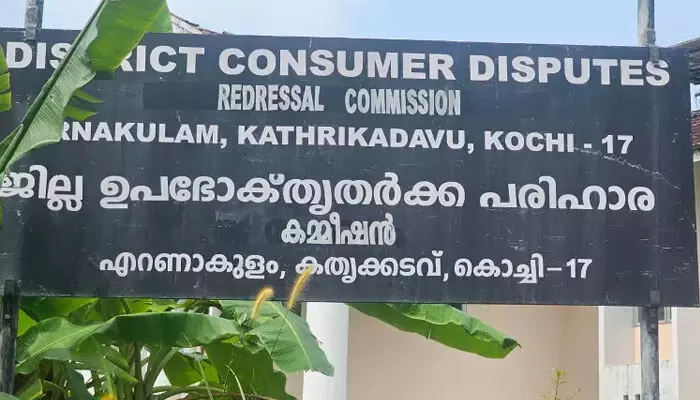 DISTRICT CONSUMER DISPUTES
REDRESSAL COMMISSION
RNAKULAM, KATHRIKADAVU, KOCHI - 17
ജില്ല ഉപഭോക്തൃതർക്ക പരിഹാര
കമ്മീഷൻ
എറണാകുളം, കതൃക്കടവ്, കൊച്ചി–17